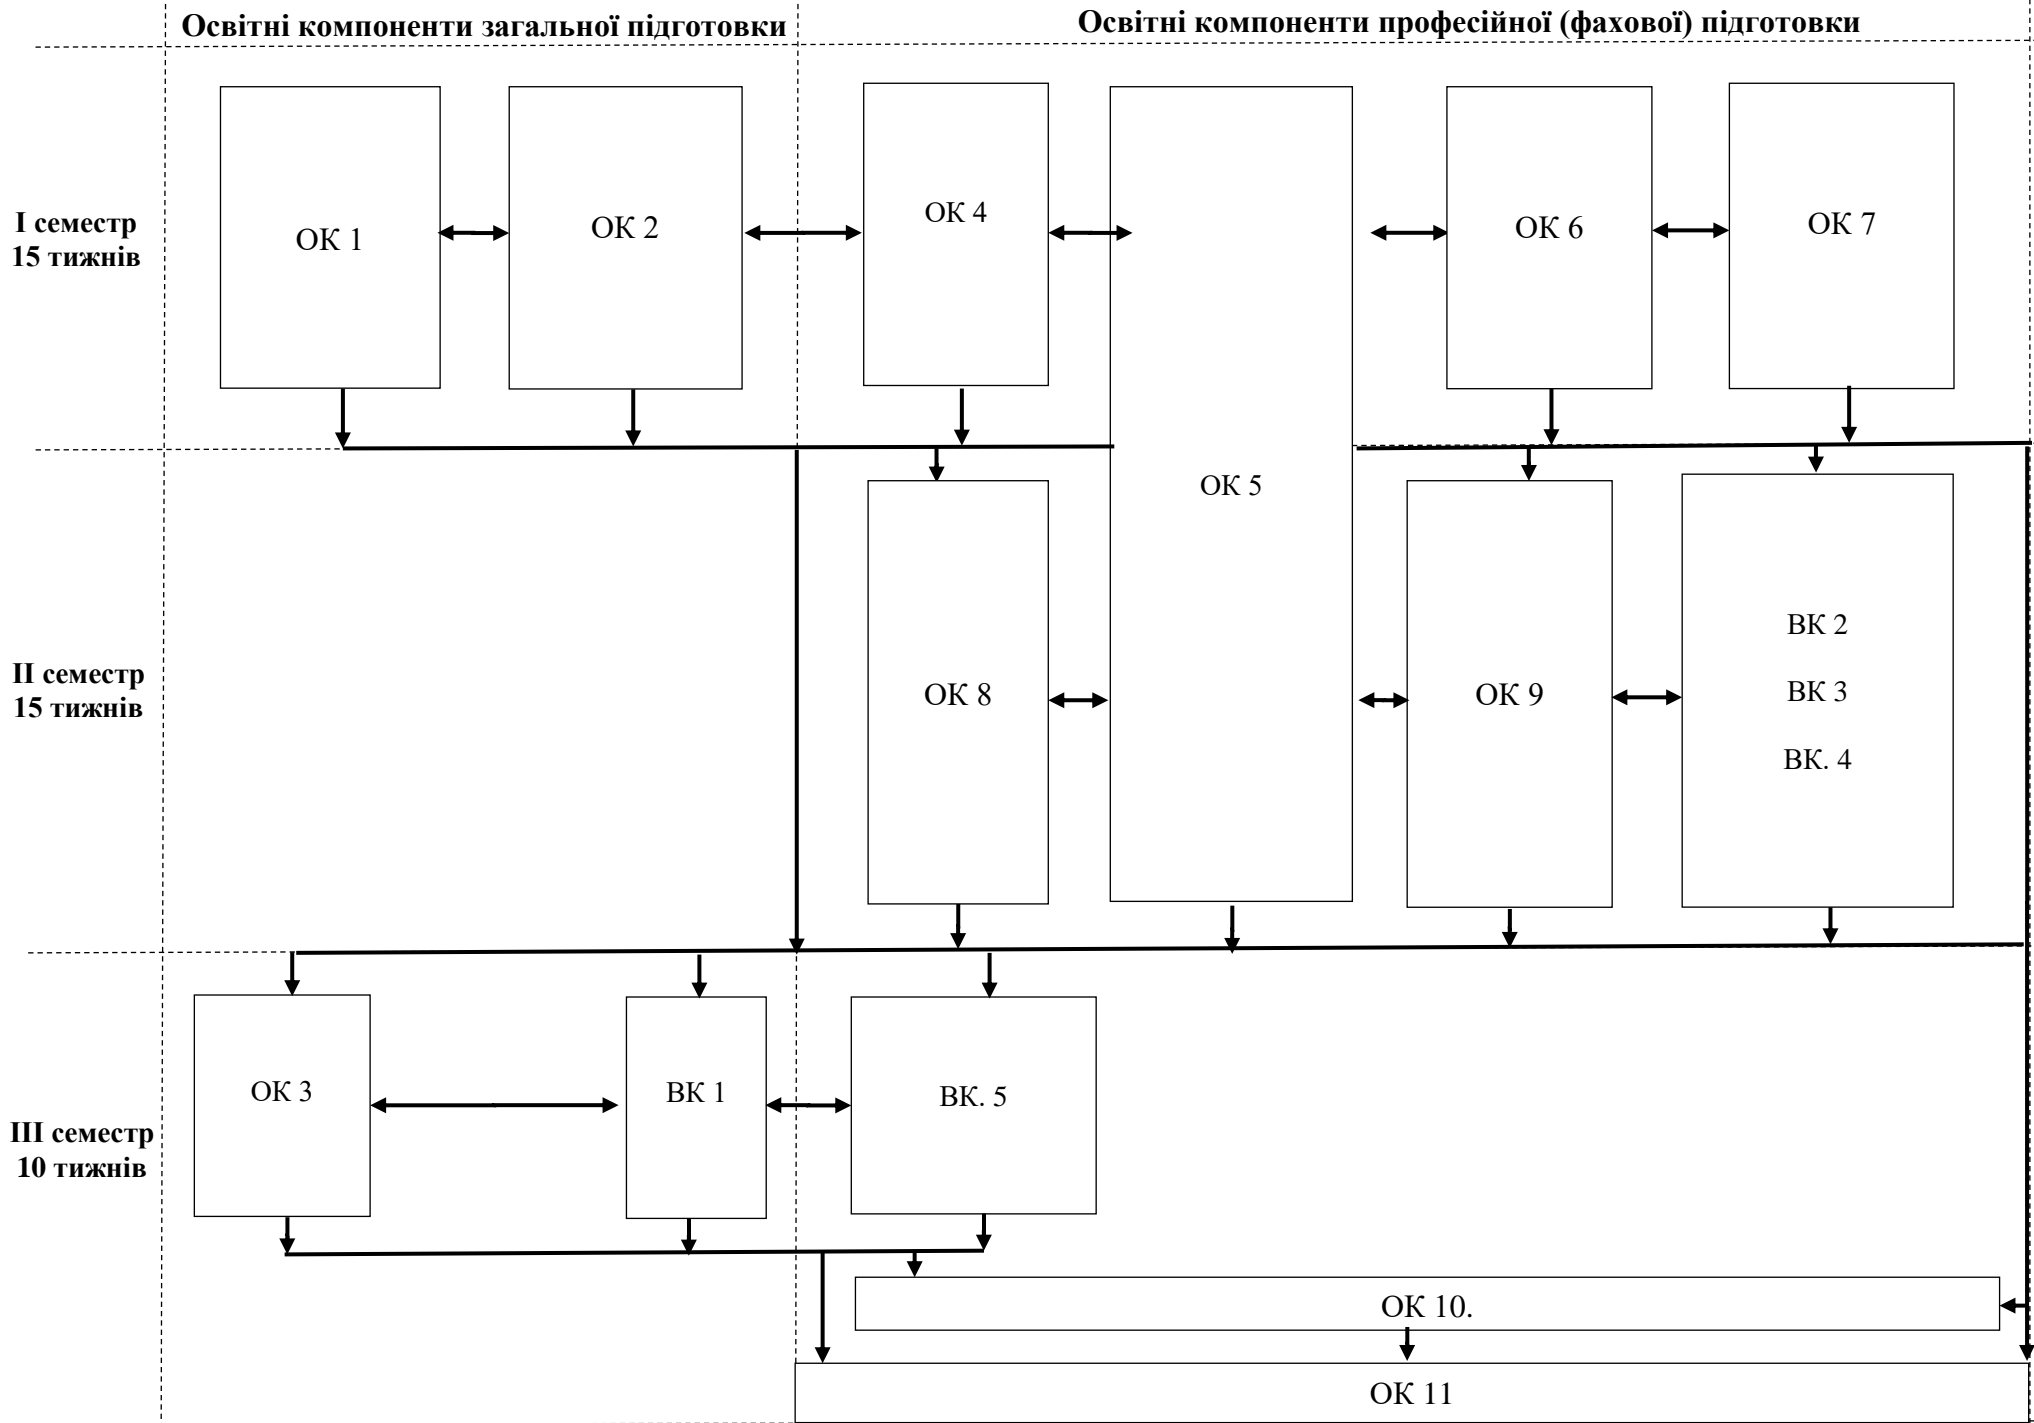 Освітні компоненти загальної підготовки
Освітні компоненти професійної (фахової) підготовки
І семестр
15 тижнів
ОК 1
ОК 2
ОК 4
ОК 6
ОК 7
ОК 5
ІІ семестр
15 тижнів
ОК 8
ОК 9
ВК 2
ВК 3
ВК. 4
ІІІ семестр
10 тижнів
ОК 3
ВК 1
ВК. 5
ОК 10.
ОК 11